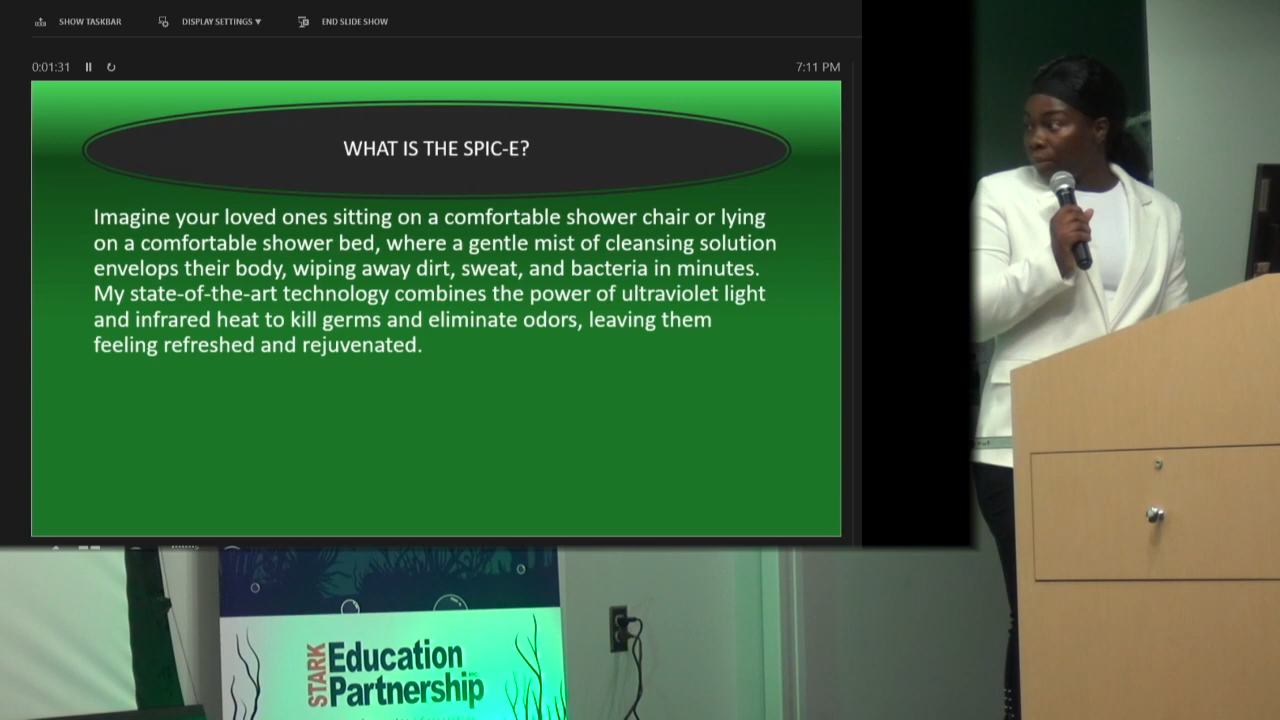 SHOW TASKBAR DISPLAY SETTINGS ▼ END SLIDE SHOW
0:01:31 7:11 PM
WHAT IS THE SPIC-E?
Imagine your loved ones sitting on a comfortable shower chair or lying
on a comfortable shower bed, where a gentle mist of cleansing solution
envelops their body, wiping away dirt, sweat, and bacteria in minutes.
My state-of-the-art technology combines the power of ultraviolet light
and infrared heat to kill germs and eliminate odors, leaving them
feeling refreshed and rejuvenated.
STARK
Education
Partnership